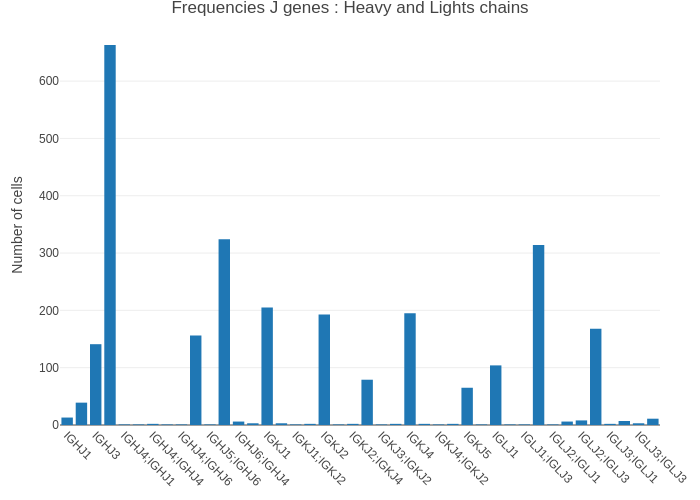 Frequencies J genes : Heavy and Lights chains
Number of cells
600
500
400
300
200
100
0
IGHJ1
IGHJ3
IGHJ4;IGHJ1
IGHJ4;IGHJ4
IGHJ4;IGHJ6
IGHJ5;IGHJ6
IGHJ6;IGHJ4
IGKJ1
IGKJ1;IGKJ2
IGKJ2
IGKJ2;IGKJ4
IGKJ3;IGKJ2
IGKJ4
IGKJ4;IGKJ2
IGKJ5
IGLJ1
IGLJ1;IGLJ3
IGLJ2;IGLJ1
IGLJ2;IGLJ3
IGLJ3;IGLJ1
IGLJ3;IGLJ3